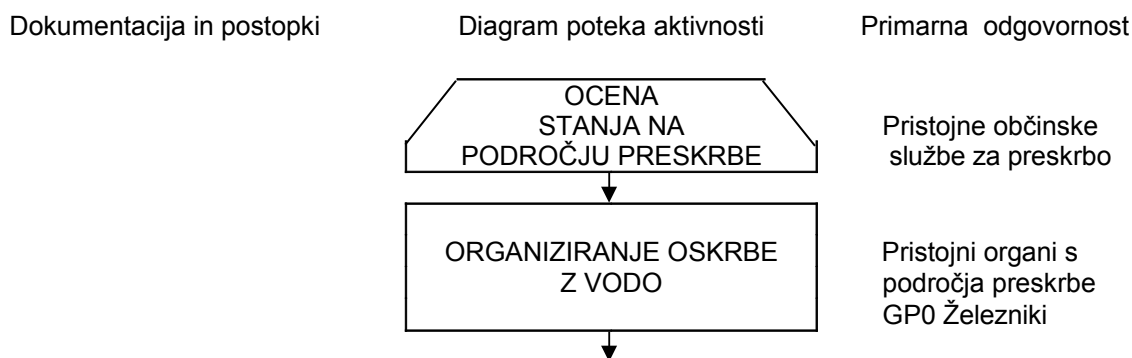 Dokumentacija in postopki Diagram poteka aktivnosti Primarna odgovornost
OCENA
STANJA NA
PODROČJU PRESKRBE
Pristojne občinske
službe za preskrbo
ORGANIZIRANJE OSKRBE
Z VODO
Pristojni organi s
področja preskrbe
GP0 Železniki